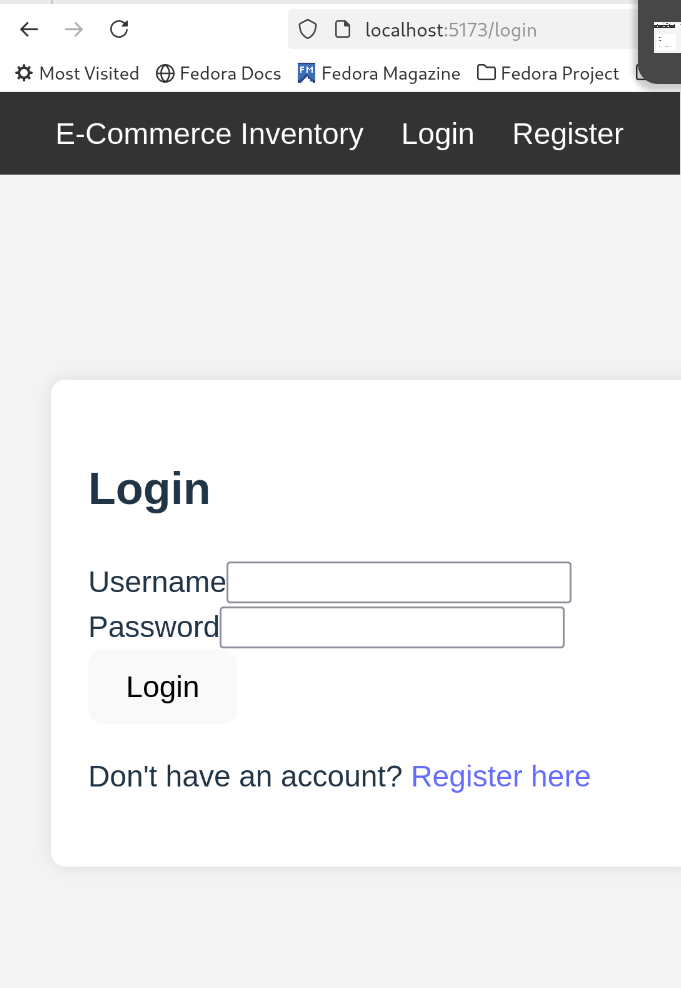 localhost:5173/login
Most Visited Fedora Docs FM Fedora Magazine Fedora Project
E-Commerce Inventory Login Register
Login
Username
Password
Login
Don't have an account? Register here